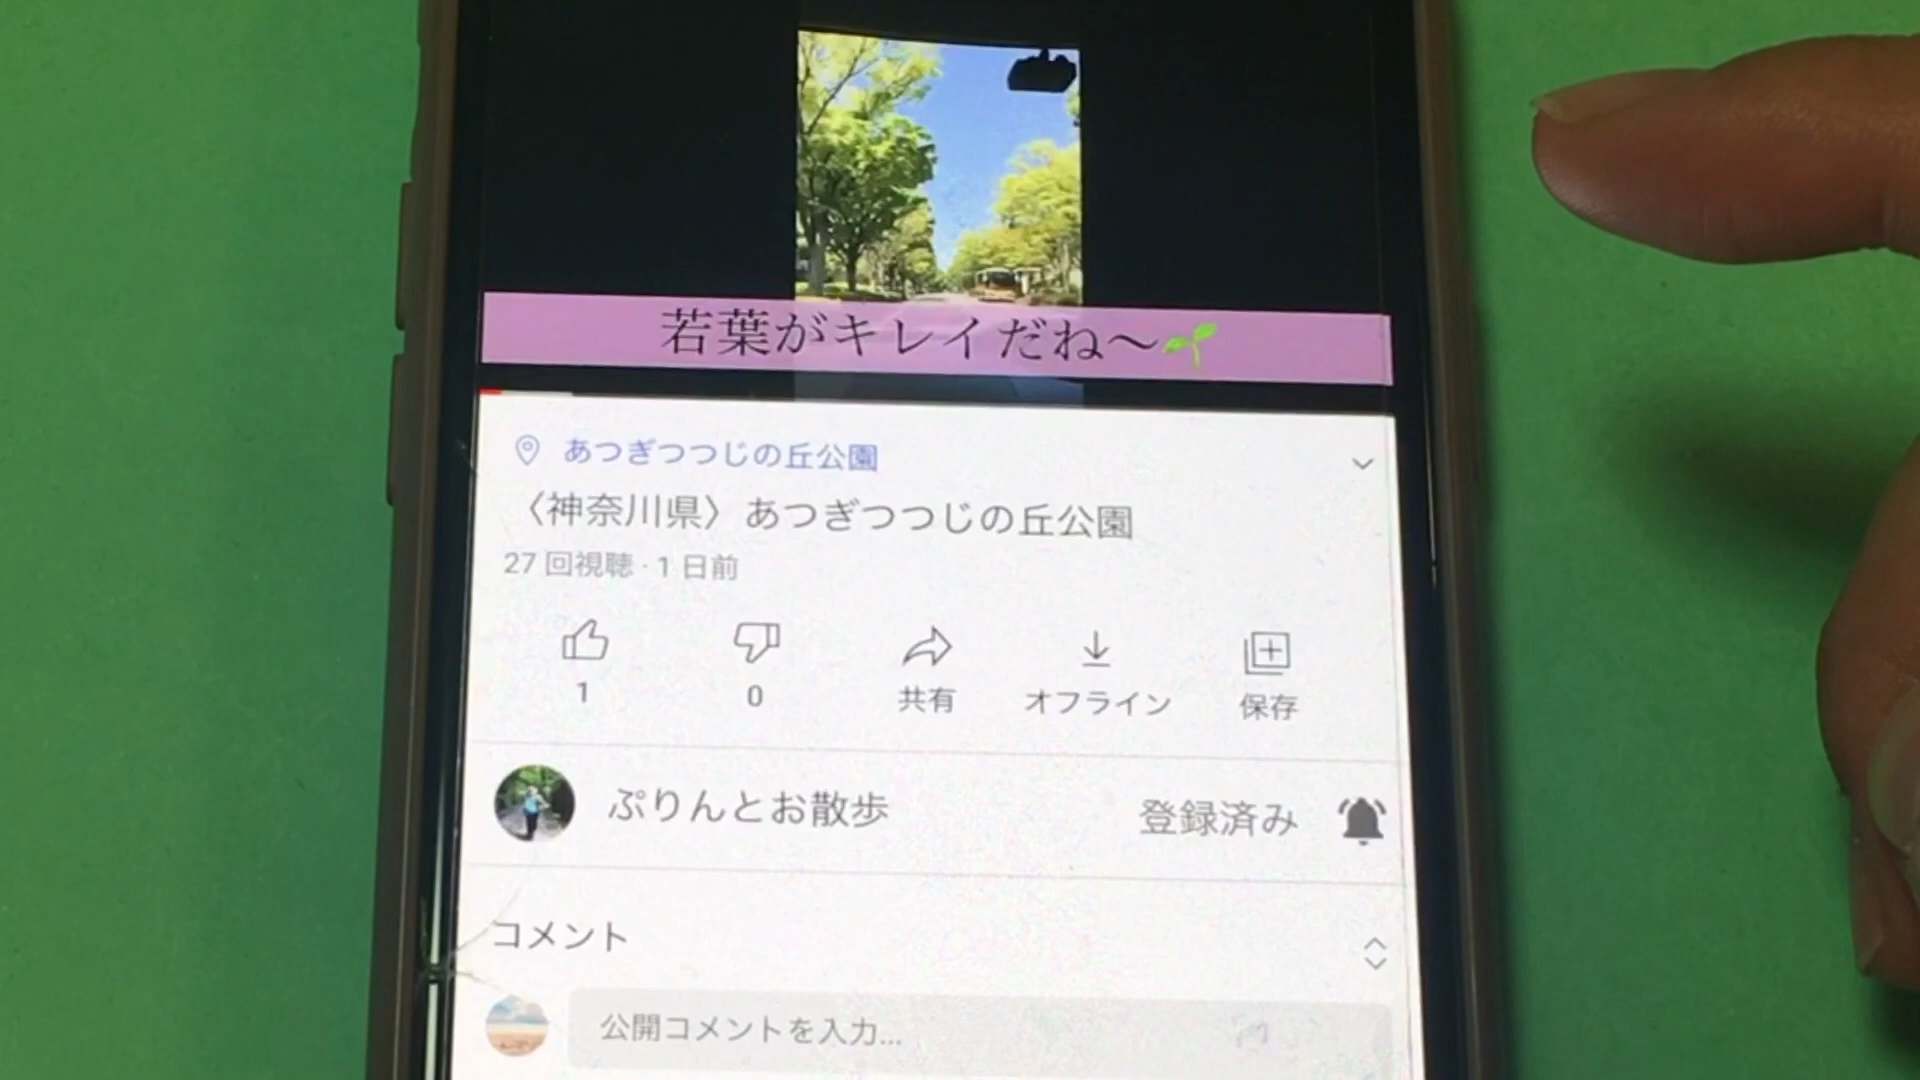 若葉がキレイだね～🌱
あつぎつつじの丘公園
〈神奈川県〉あつぎつつじの丘公園
27 回視聴 · 1 日前
1
0
共有
オフライン
保存
ぷりんとお散歩
登録済み
コメント
公開コメントを入力...